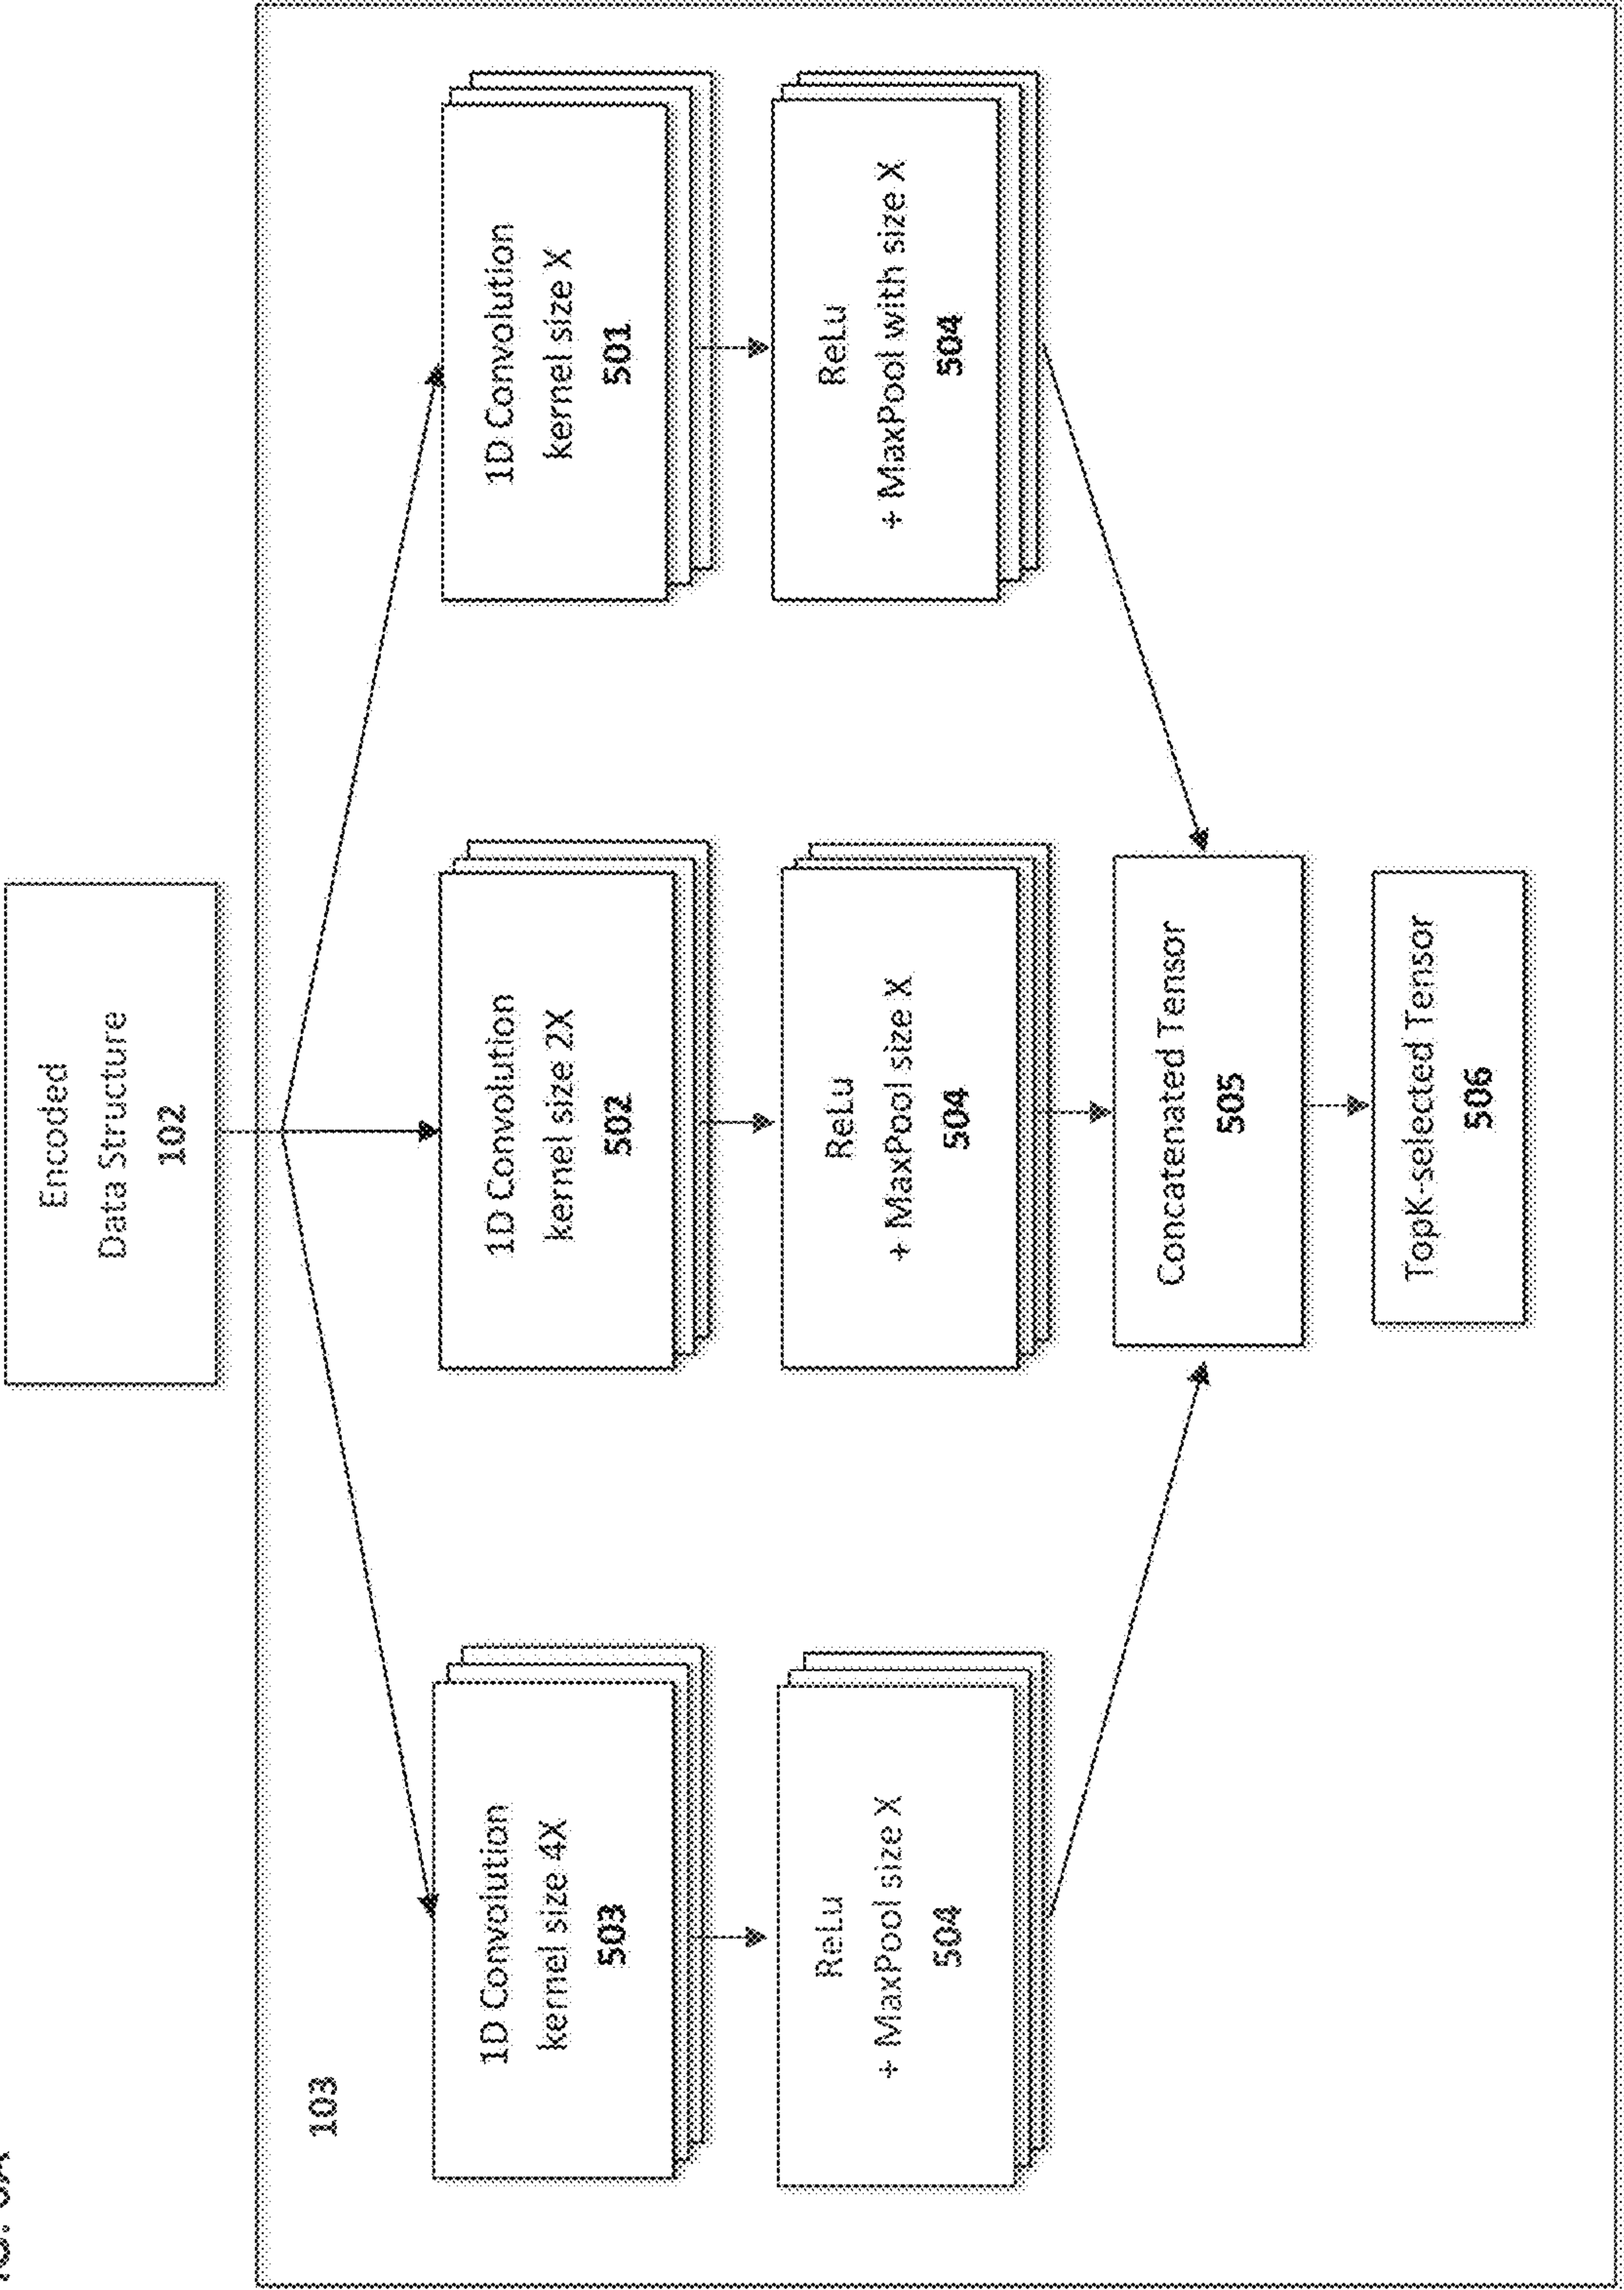 Encoded
Data Structure
102
103
1D Convolution
kernel size 4X
503
1D Convolution
kernel size 2X
502
1D Convolution
kernel size X
501
ReLu
+ MaxPool size X
504
ReLu
+ MaxPool size X
504
ReLu
+ MaxPool with size X
504
Concatenated Tensor
505
TopK-selected Tensor
506